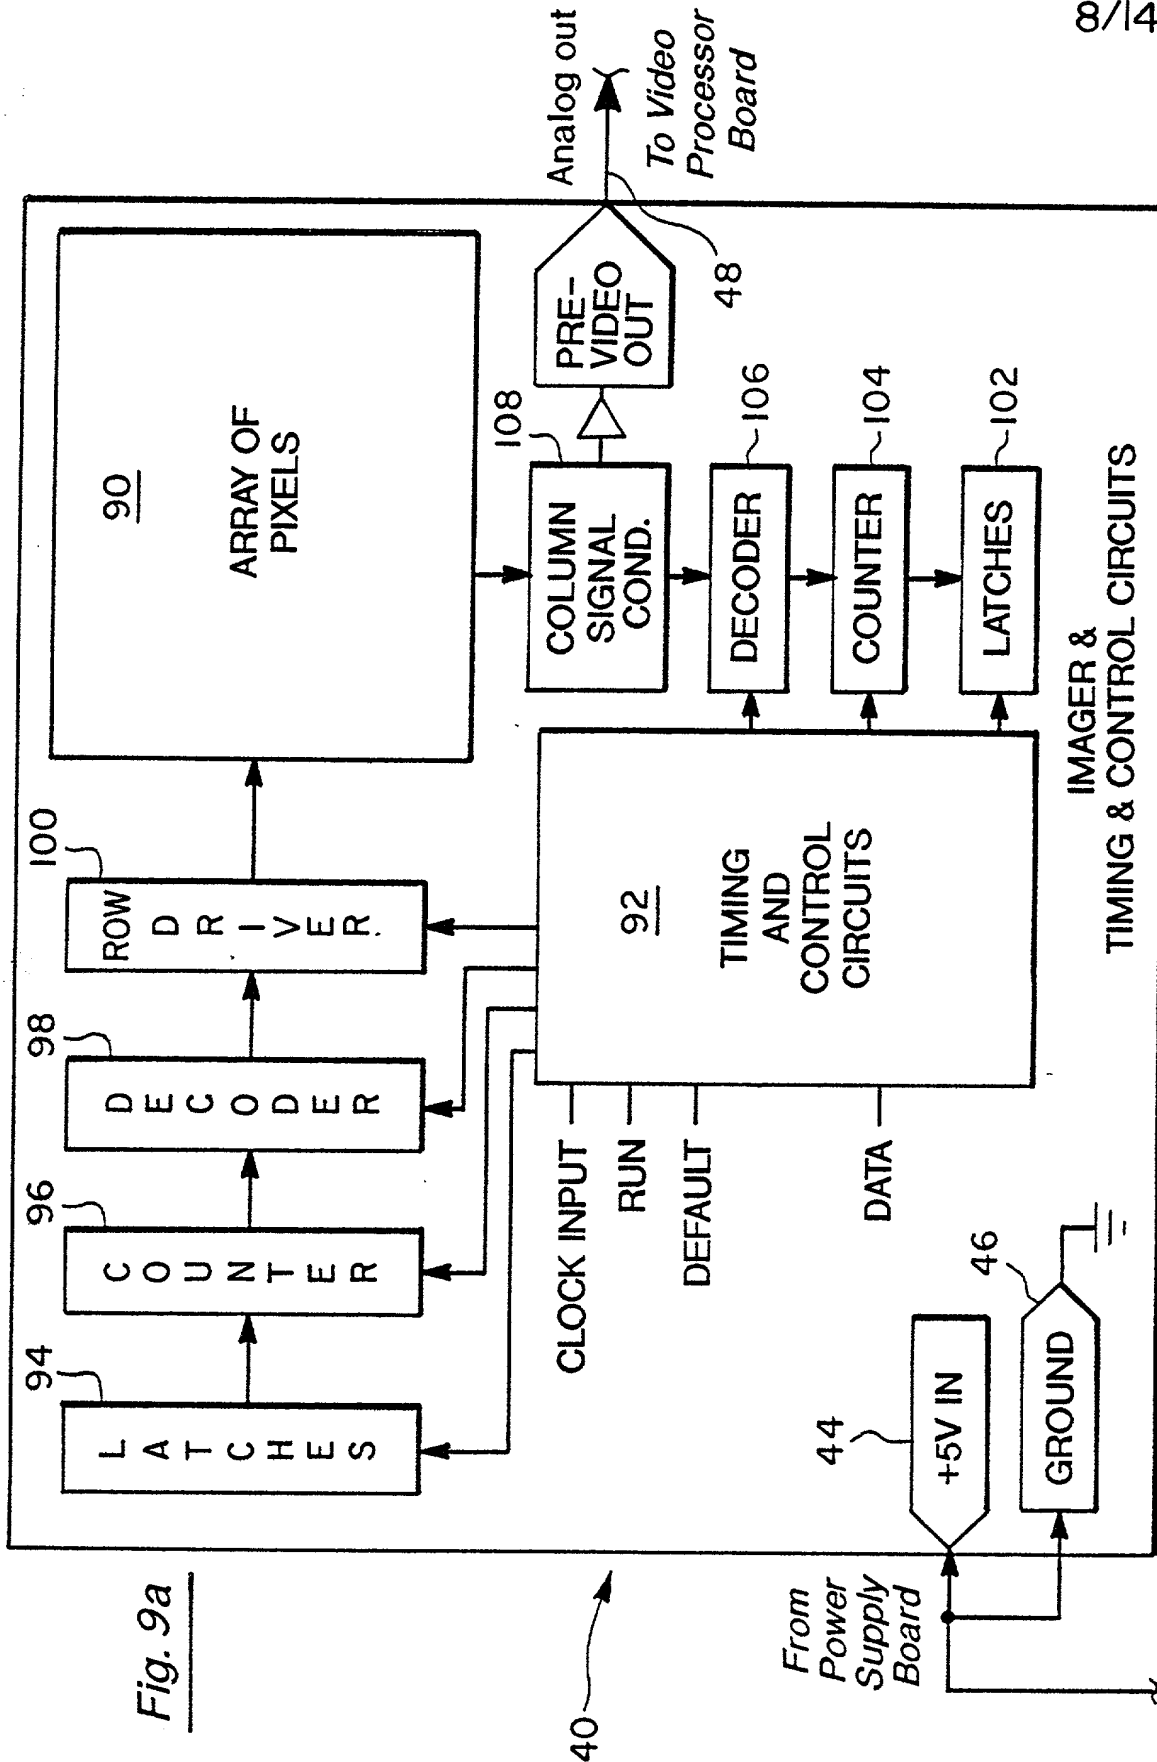 8/14
Fig. 9a
40
94
LATCHES
96
COUNTER
98
DECODER
100
ROW
DRIVER
90
ARRAY OF
PIXELS
108
COLUMN
SIGNAL
COND.
PRE-
VIDEO
OUT
Analog out
To Video
Processor
Board
48
DECODER
106
COUNTER
104
LATCHES
102
92
TIMING
AND
CONTROL
CIRCUITS
CLOCK INPUT
RUN
DEFAULT
DATA
44
+5V IN
46
GROUND
From
Power
Supply
Board
IMAGER &
TIMING & CONTROL CIRCUITS